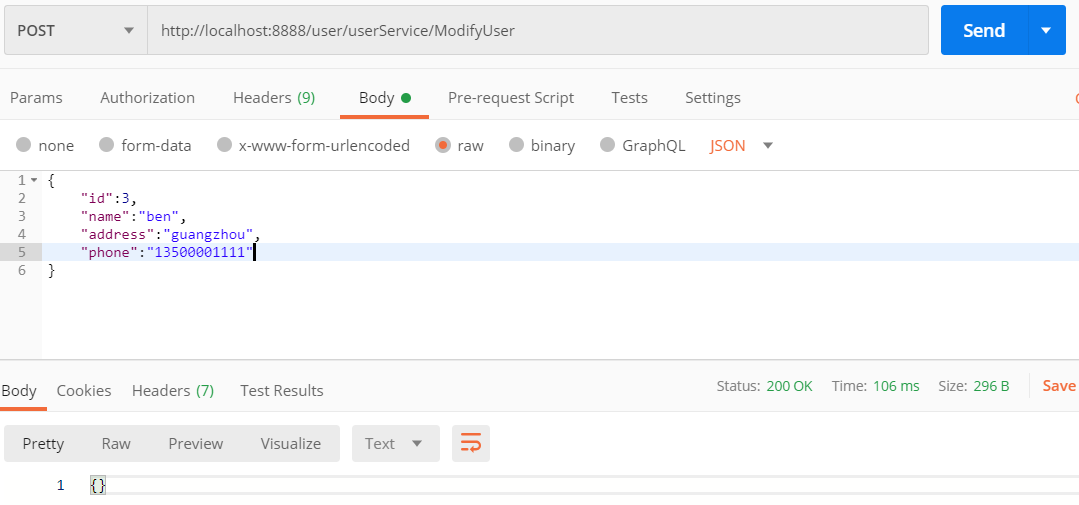 POST http://localhost:8888/user/userService/ModifyUser Send
Params Authorization Headers (9) Body Pre-request Script Tests Settings
none form-data x-www-form-urlencoded raw binary GraphQL JSON
1 {
2 "id":3,
3 "name":"ben",
4 "address":"guangzhou",
5 "phone":"13500001111"
6 }
Body Cookies Headers (7) Test Results Status: 200 OK Time: 106 ms Size: 296 B Save
Pretty Raw Preview Visualize Text
1 {}